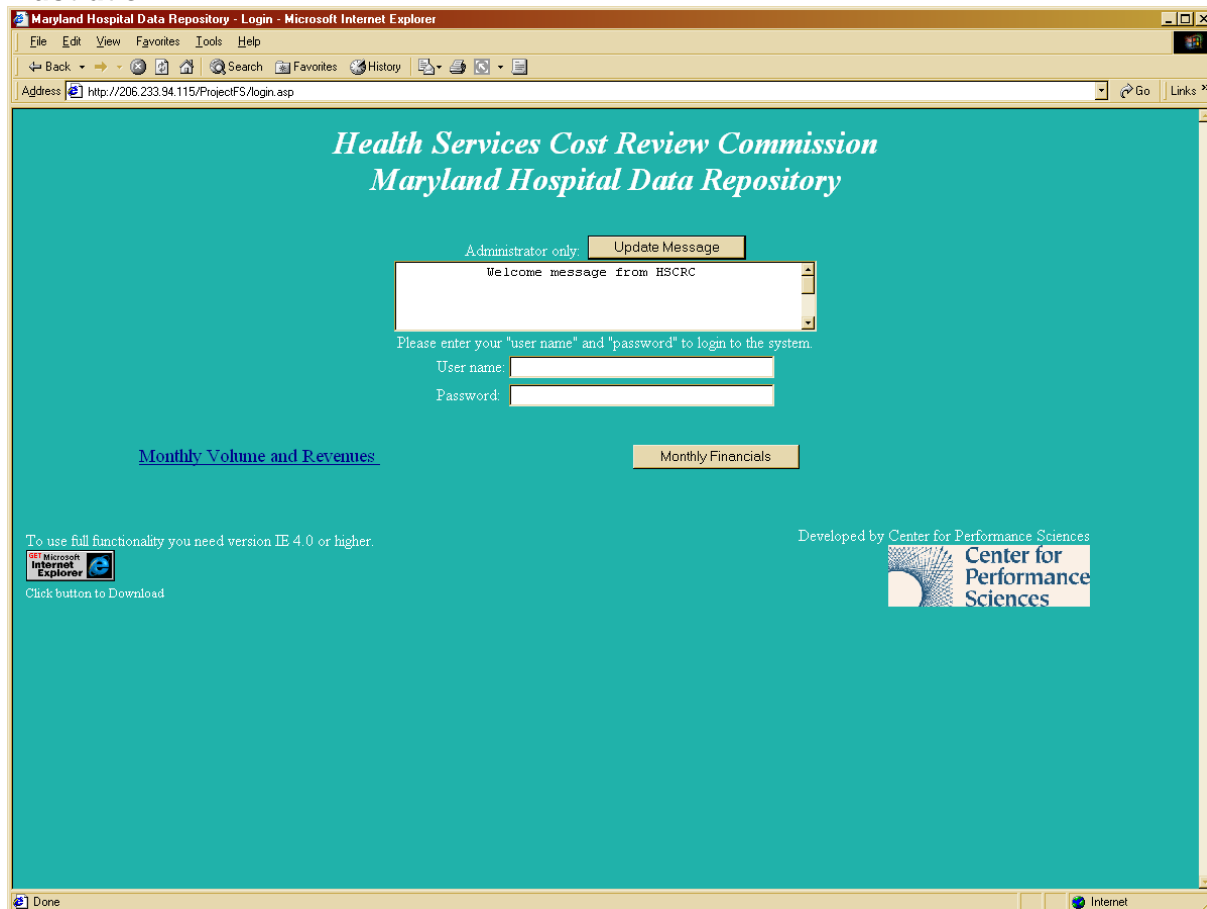 Maryland Hospital Data Repository - Login - Microsoft Internet Explorer
File Edit View Favorites Tools Help
Back Search Favorites History
Address http://206.233.94.115/ProjectFS/login.asp Go Links »
Health Services Cost Review Commission
Maryland Hospital Data Repository
Administrator only: Update Message
Welcome message from HSCRC
Please enter your "user name" and "password" to login to the system.
User name:
Password:
Monthly Volume and Revenues Monthly Financials
To use full functionality you need version IE 4.0 or higher.
GET Microsoft
Internet
Explorer
Click button to Download
Developed by Center for Performance Sciences
Center for
Performance
Sciences
Done Internet